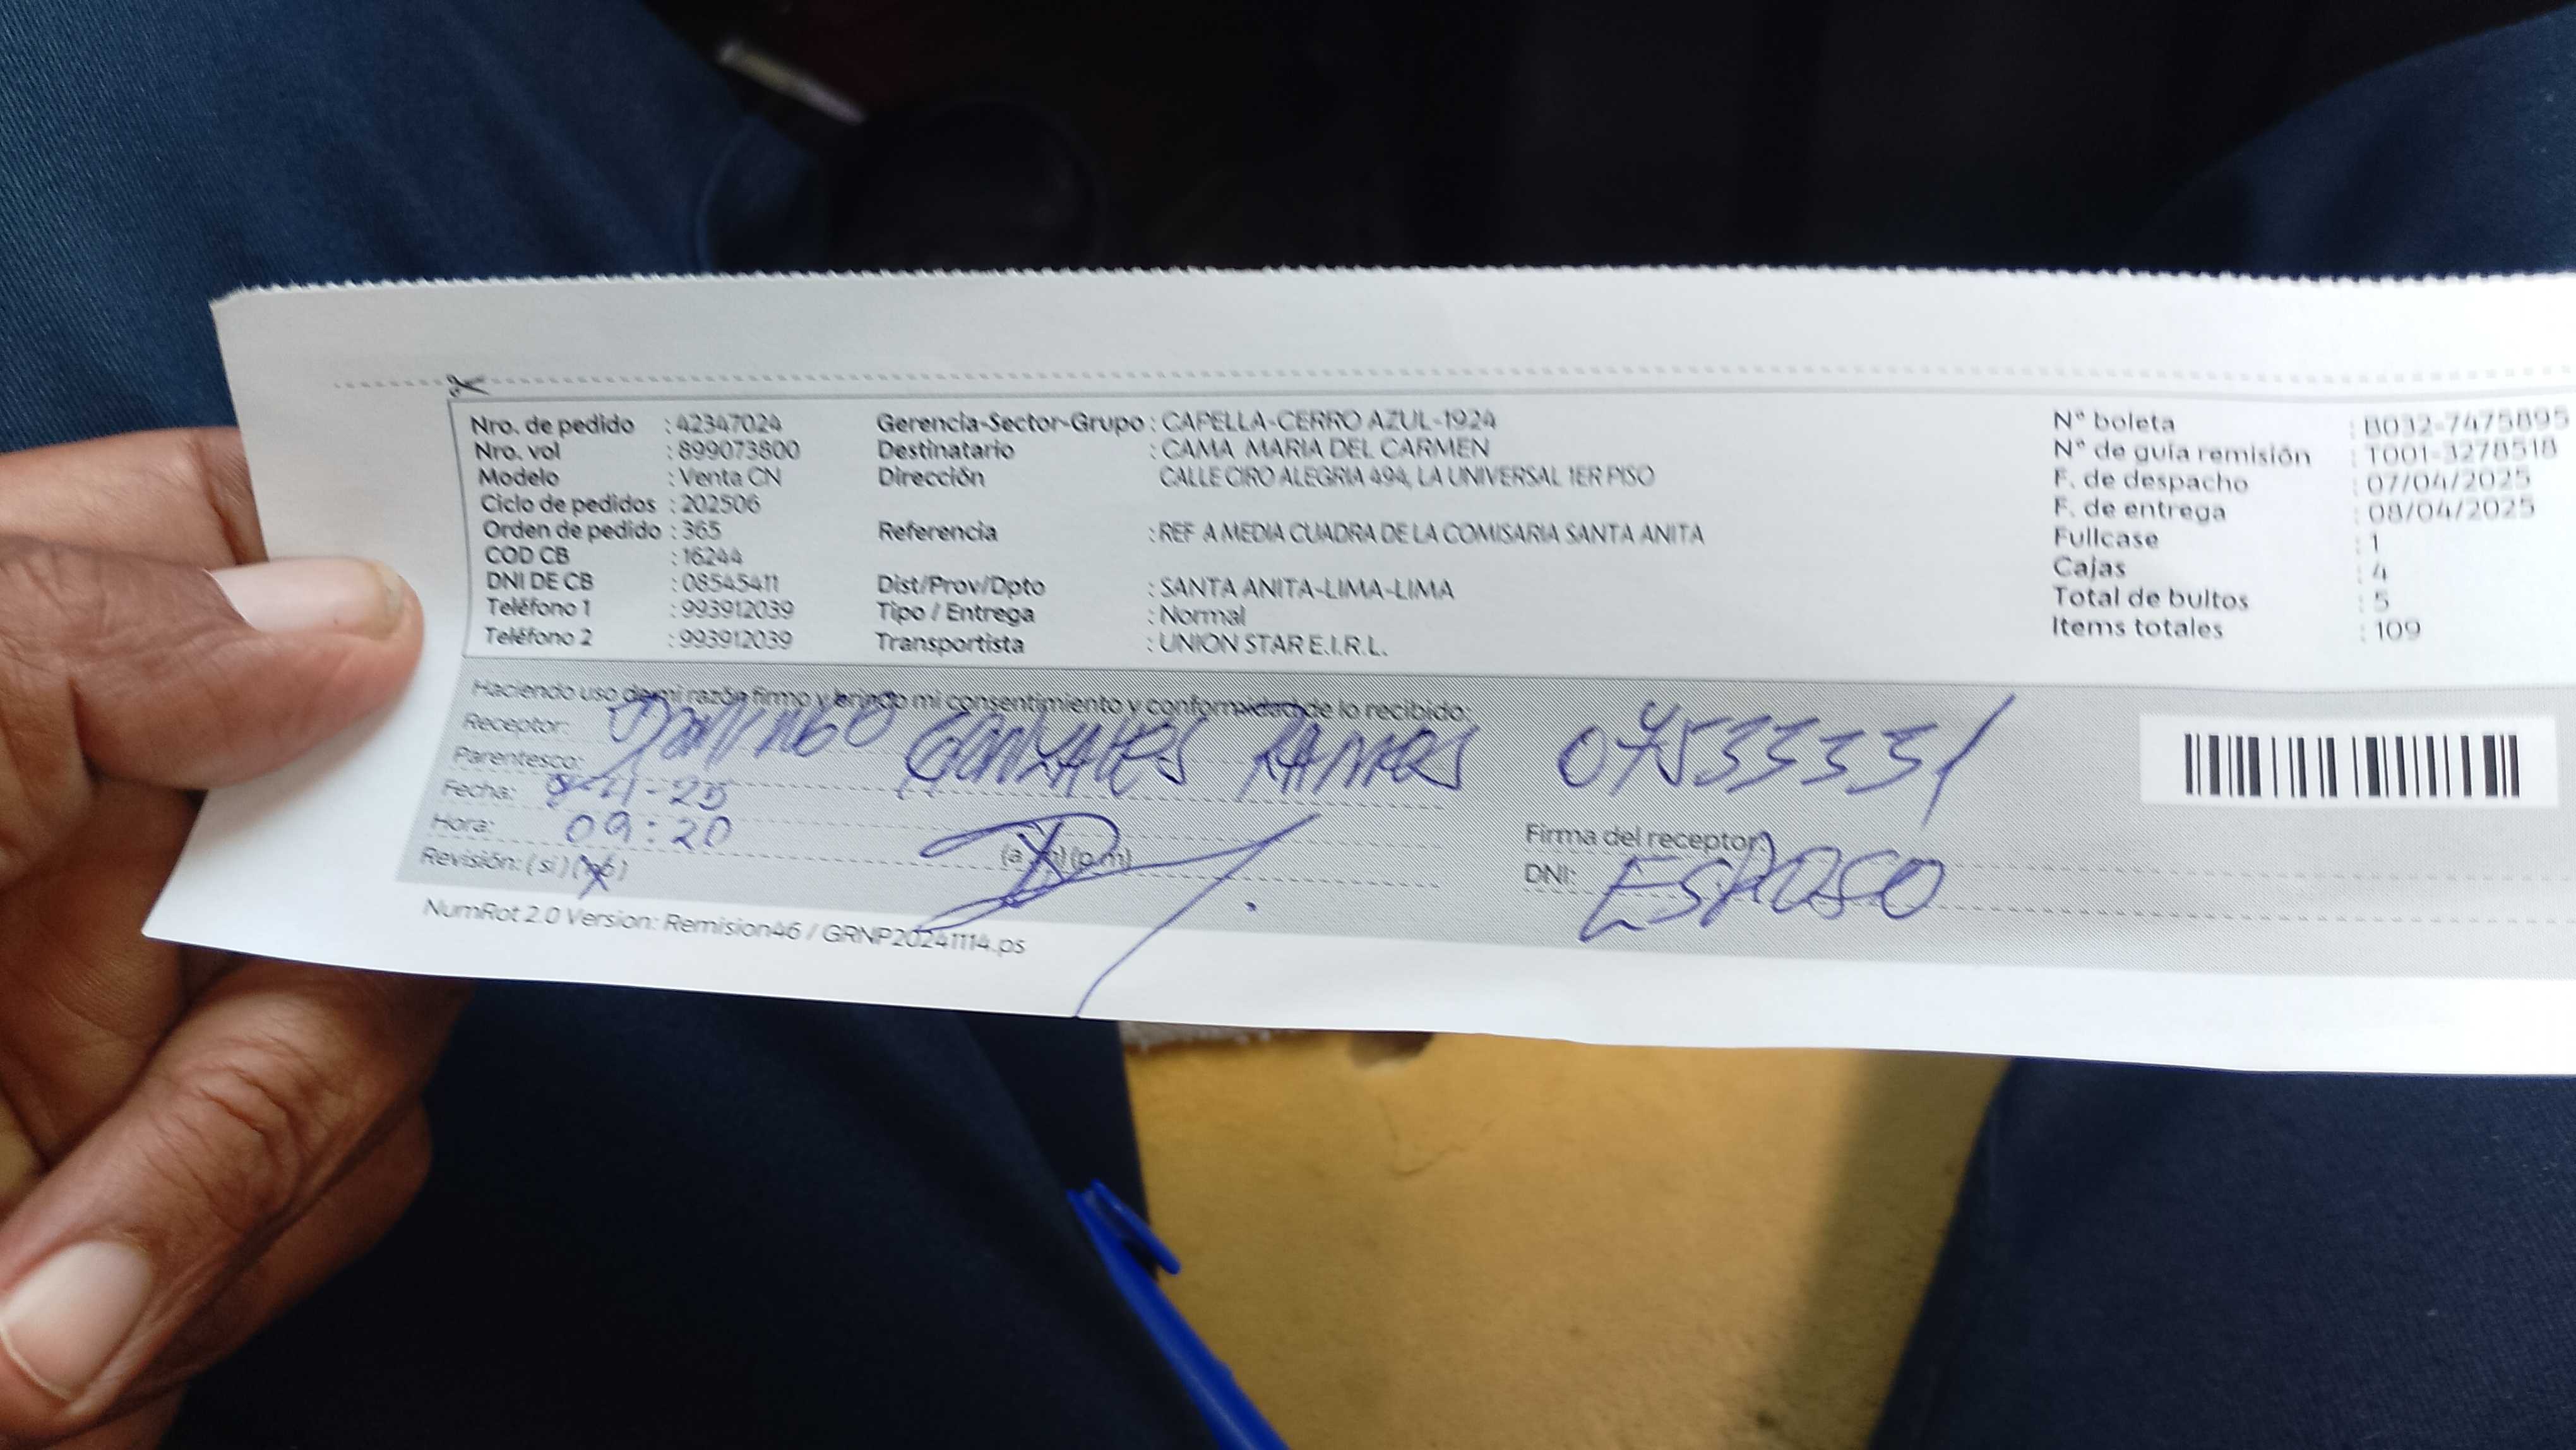 Nro. de pedido : 42347024 Gerencia-Sector-Grupo : CAPELLA-CERRO AZUL-1924 N° boleta : B032-7475895
Nro. vol : 899073800 Destinatario : CAMA MARIA DEL CARMEN N° de guía remisión : T001-3278518
Modelo : Venta CN Dirección CALLE CIRO ALEGRIA 494, LA UNIVERSAL 1ER PISO F. de despacho : 07/04/2025
Ciclo de pedidos : 202506 F. de entrega : 08/04/2025
Orden de pedido : 365 Referencia : REF A MEDIA CUADRA DE LA COMISARIA SANTA ANITA Fullcase : 1
COD CB : 16244 Cajas : 4
DNI DE CB : 08545411 Dist/Prov/Dpto : SANTA ANITA-LIMA-LIMA Total de bultos : 5
Teléfono 1 : 993912039 Tipo / Entrega : Normal Items totales : 109
Teléfono 2 : 993912039 Transportista : UNION STAR E.I.R.L.
Haciendo uso de mi razón firmo y brindo mi consentimiento y conformidad de lo recibido:
Receptor: DOMINGO GONZALES RAMOS
Parentesco:
Fecha:
Hora: 09:20 (a.m) (p.m) Firma del receptor:
Revisión: (si) (no) DNI: ESPOSO
NumRot 2.0 Version: Remision46 / GRNP20241114.ps